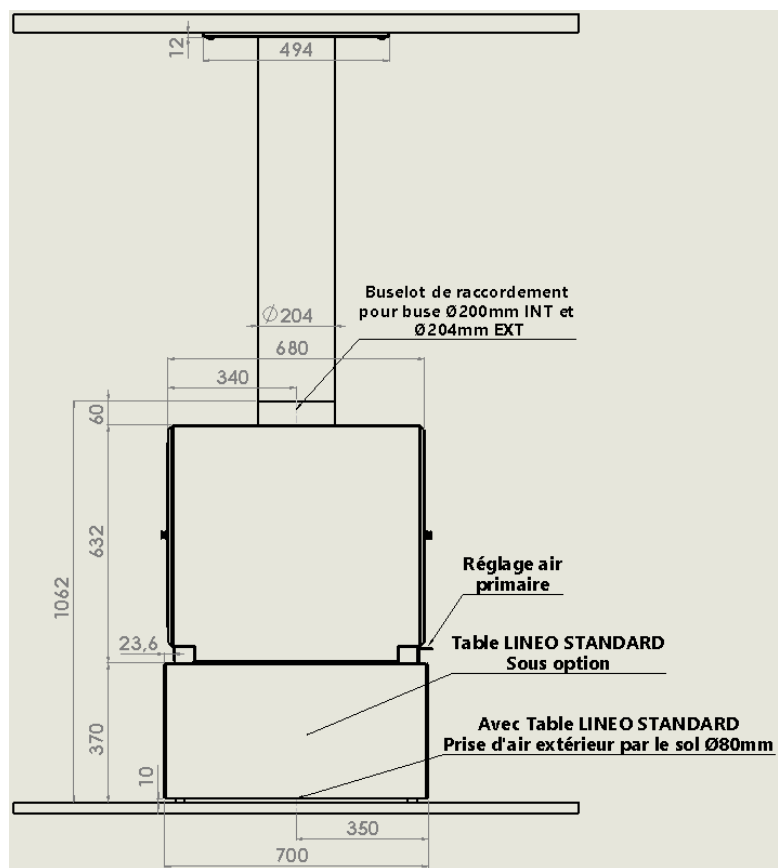 12
494
Buselot de raccordement
pour buse Ø200mm INT et
Ø204mm EXT
Ø204
680
340
60
632
1062
Réglage air
primaire
23,6
Table LINEO STANDARD
Sous option
370
Avec Table LINEO STANDARD
Prise d'air extérieur par le sol Ø80mm
10
350
700